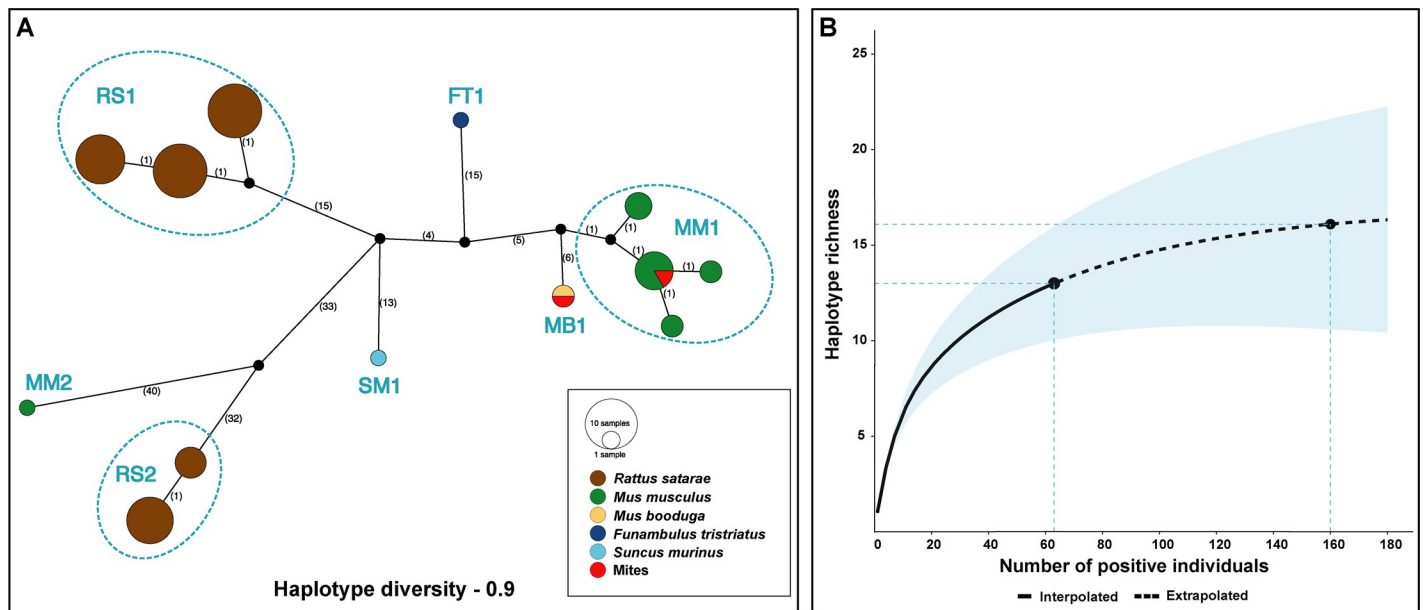 A
RS1
FT1
MM1
MB1
SM1
MM2
RS2
(1)
(1)
(1)
(15)
(4)
(15)
(5)
(1)
(1)
(1)
(1)
(1)
(6)
(13)
(33)
(40)
(32)
(1)
10 samples
1 sample
Rattus satarae
Mus musculus
Mus booduga
Funambulus tristriatus
Suncus murinus
Mites
Haplotype diversity - 0.9
B
Haplotype richness
25
20
15
10
5
0 20 40 60 80 100 120 140 160 180
Number of positive individuals
Interpolated Extrapolated